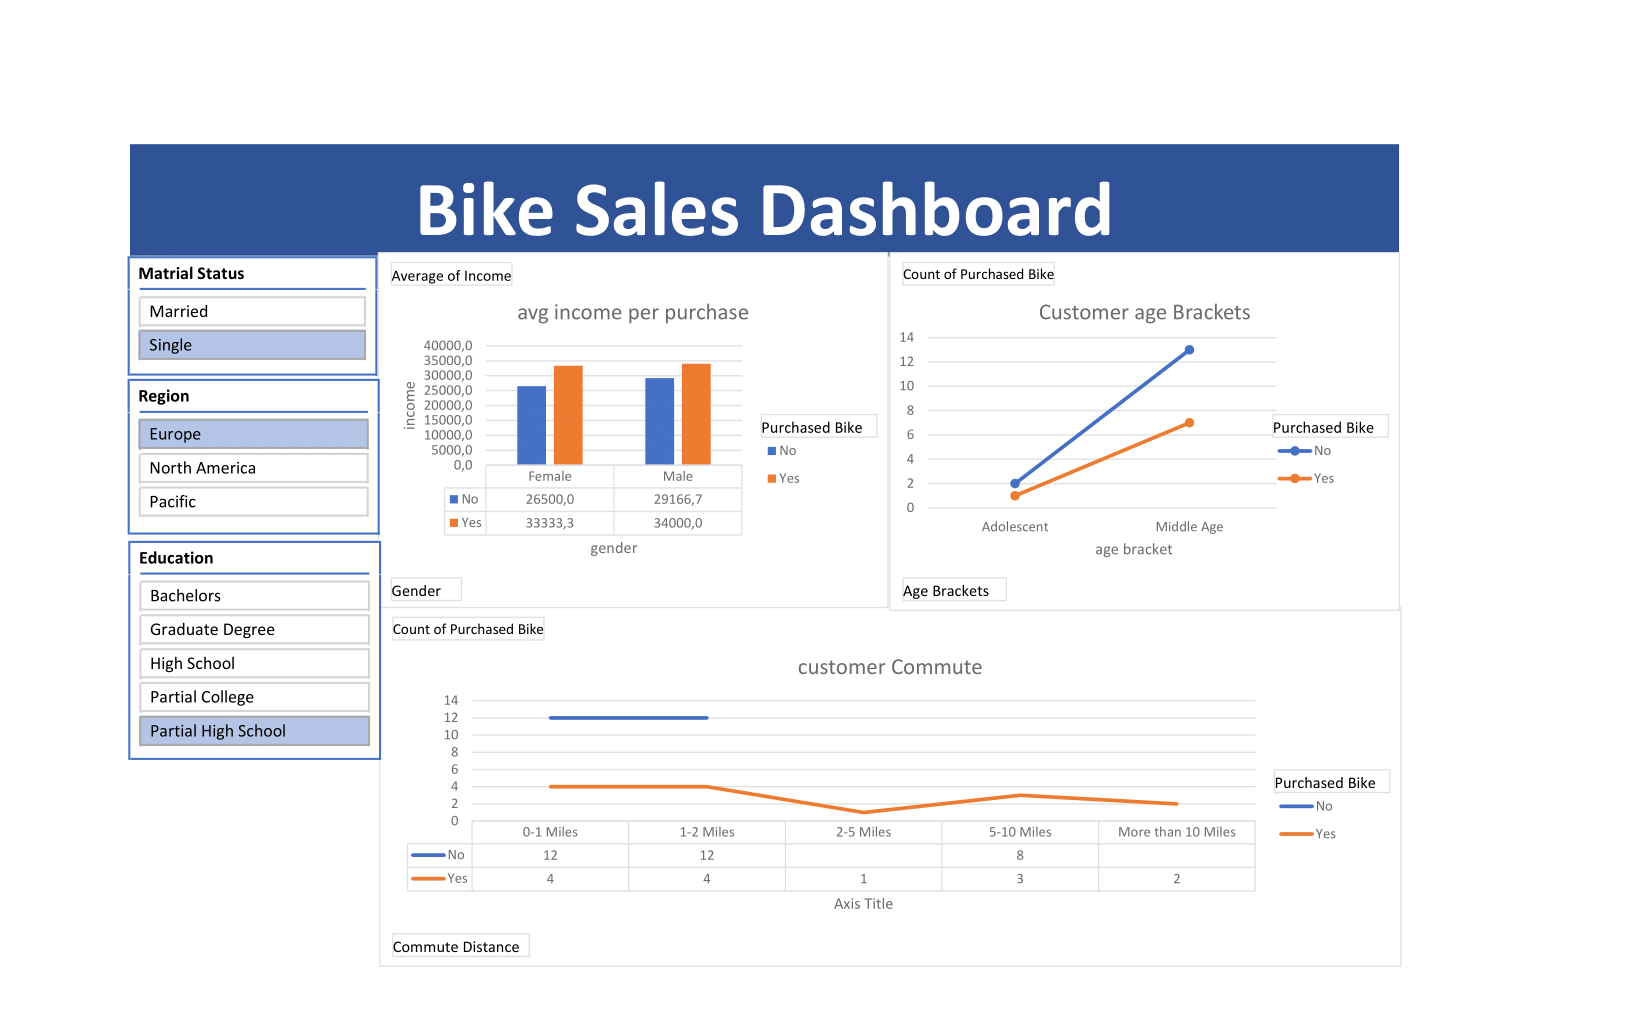 Bike Sales Dashboard
Matrial Status
Married
Single
Region
Europe
North America
Pacific
Education
Bachelors
Graduate Degree
High School
Partial College
Partial High School
Average of Income
avg income per purchase
40000,0
35000,0
30000,0
25000,0
20000,0
15000,0
10000,0
5000,0
0,0
income
Female Male
No 26500,0 29166,7
Yes 33333,3 34000,0
gender
Purchased Bike
No
Yes
Gender
Count of Purchased Bike
Customer age Brackets
14
12
10
8
6
4
2
0
Adolescent Middle Age
age bracket
Purchased Bike
No
Yes
Age Brackets
Count of Purchased Bike
customer Commute
14
12
10
8
6
4
2
0
0-1 Miles 1-2 Miles 2-5 Miles 5-10 Miles More than 10 Miles
No 12 12 8
Yes 4 4 1 3 2
Axis Title
Purchased Bike
No
Yes
Commute Distance